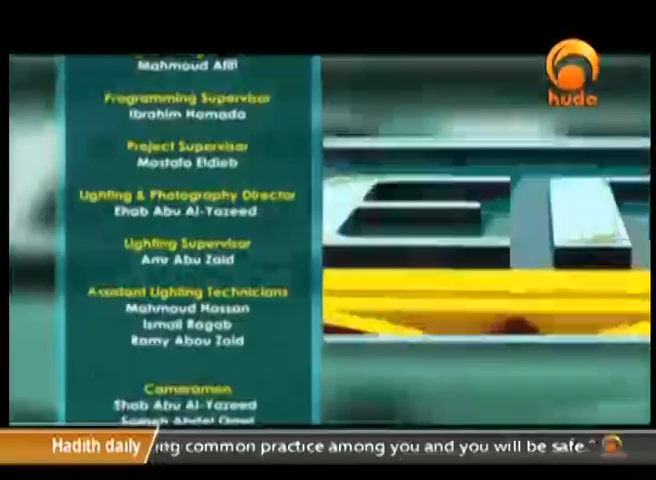 Mahmoud Afifi
huda
Programming Supervisor
Ibrahim Hamada
Project Supervisor
Mostafa Eldieb
Lighting & Photography Director
Ehab Abu Al-Yazeed
Lighting Supervisor
Amr Abu Zaid
Assistant Lighting Technicians
Mahmoud Hassan
Ismail Ragab
Ramy Abou Zaid
Cameramen
Ehab Abu Al-Yazeed
Hadith daily
ing common practice among you and you will be safe."